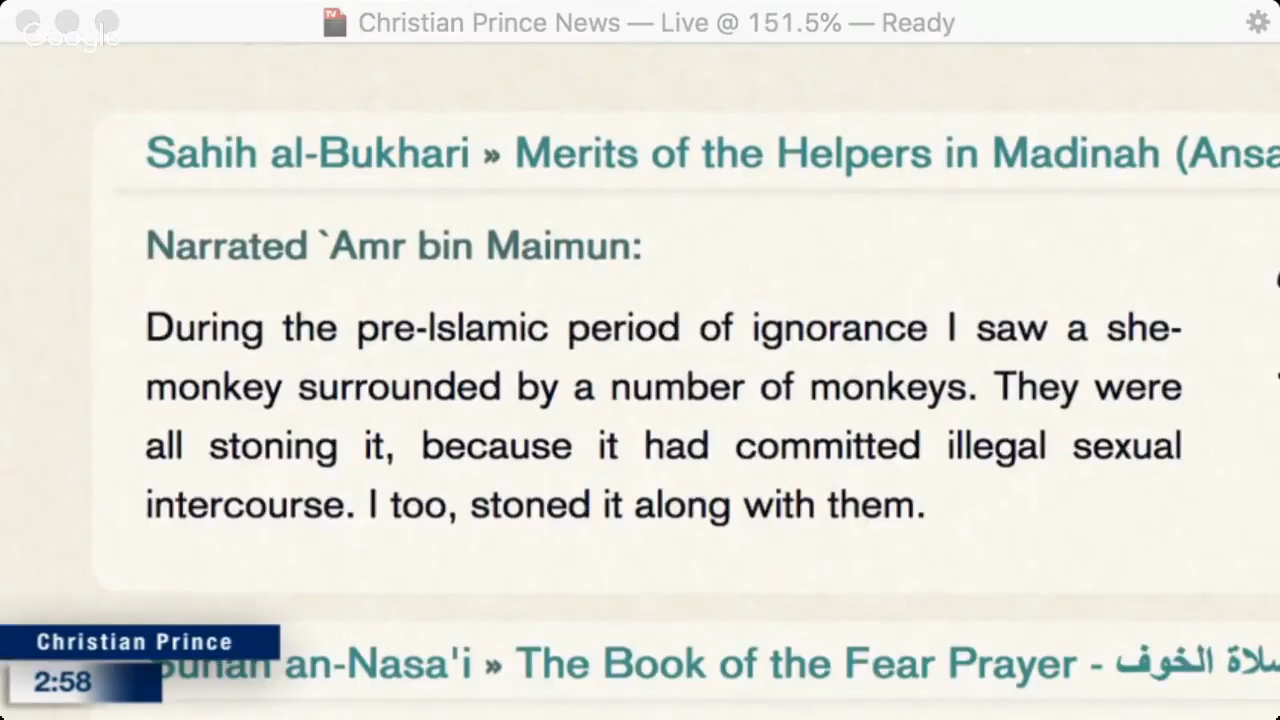 Christian Prince News — Live @ 151.5% — Ready
Google
Sahih al-Bukhari » Merits of the Helpers in Madinah (Ansa
Narrated `Amr bin Maimun:
During the pre-Islamic period of ignorance I saw a she-
monkey surrounded by a number of monkeys. They were
all stoning it, because it had committed illegal sexual
intercourse. I too, stoned it along with them.
Christian Prince
Sunan an-Nasa'i » The Book of the Fear Prayer - صلاة الخوف
2:58